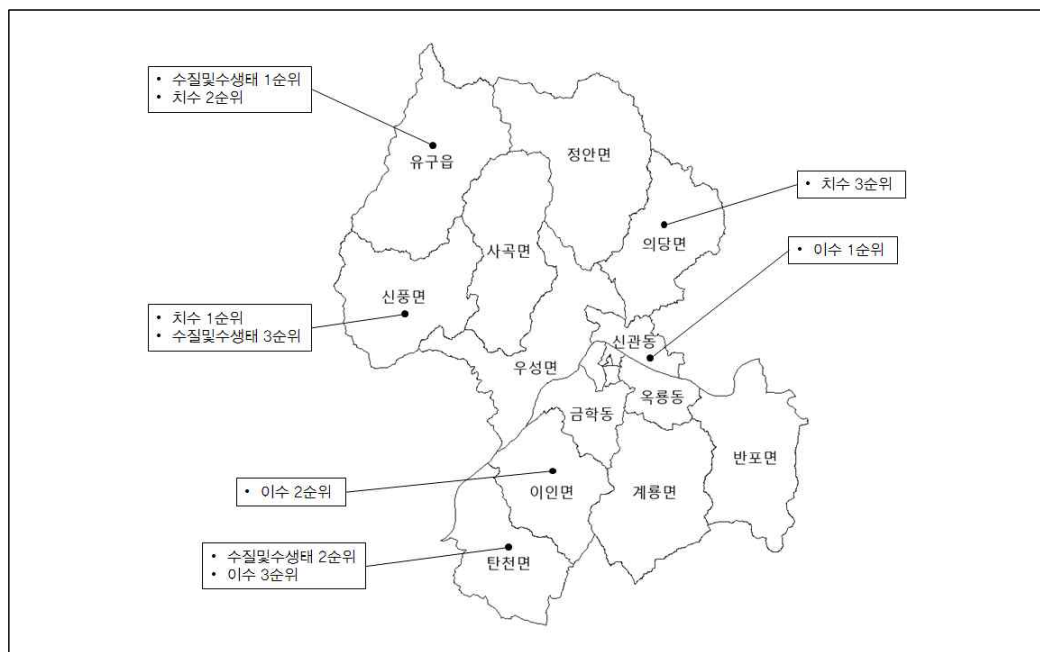 • 수질및수생태 1순위
• 치수 2순위
유구읍
정안면
• 치수 3순위
의당면
사곡면
• 이수 1순위
신풍면
• 치수 1순위
• 수질및수생태 3순위
신관동
우성면
옥룡동
금학동
반포면
• 이수 2순위
이인면
계룡면
• 수질및수생태 2순위
• 이수 3순위
탄천면